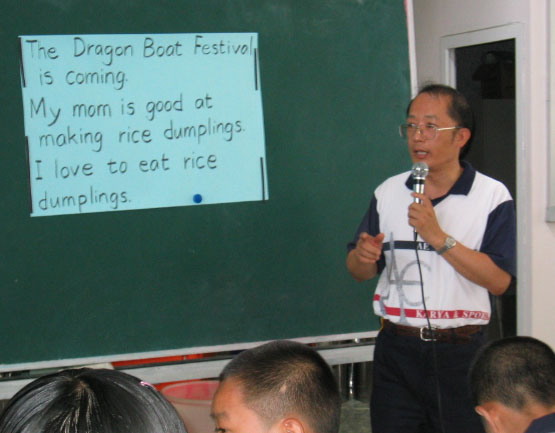 The Dragon Boat Festival
is coming.
My mom is good at
making rice dumplings.
I love to eat rice
dumplings.